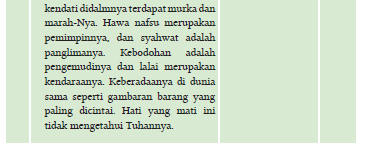 kendati didalmnya terdapat murka dan
marah-Nya. Hawa nafsu merupakan
pemimpinnya, dan syahwat adalah
panglimanya. Kebodohan adalah
pengemudinya dan lalai merupakan
kendaraanya. Keberadaanya di dunia
sama seperti gambaran barang yang
paling dicintai. Hati yang mati ini
tidak mengetahui Tuhannya.